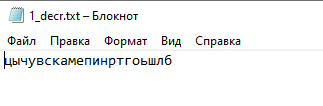 1_decr.txt – Блокнот
Файл Правка Формат Вид Справка
цычувскамепинртгоьшлб